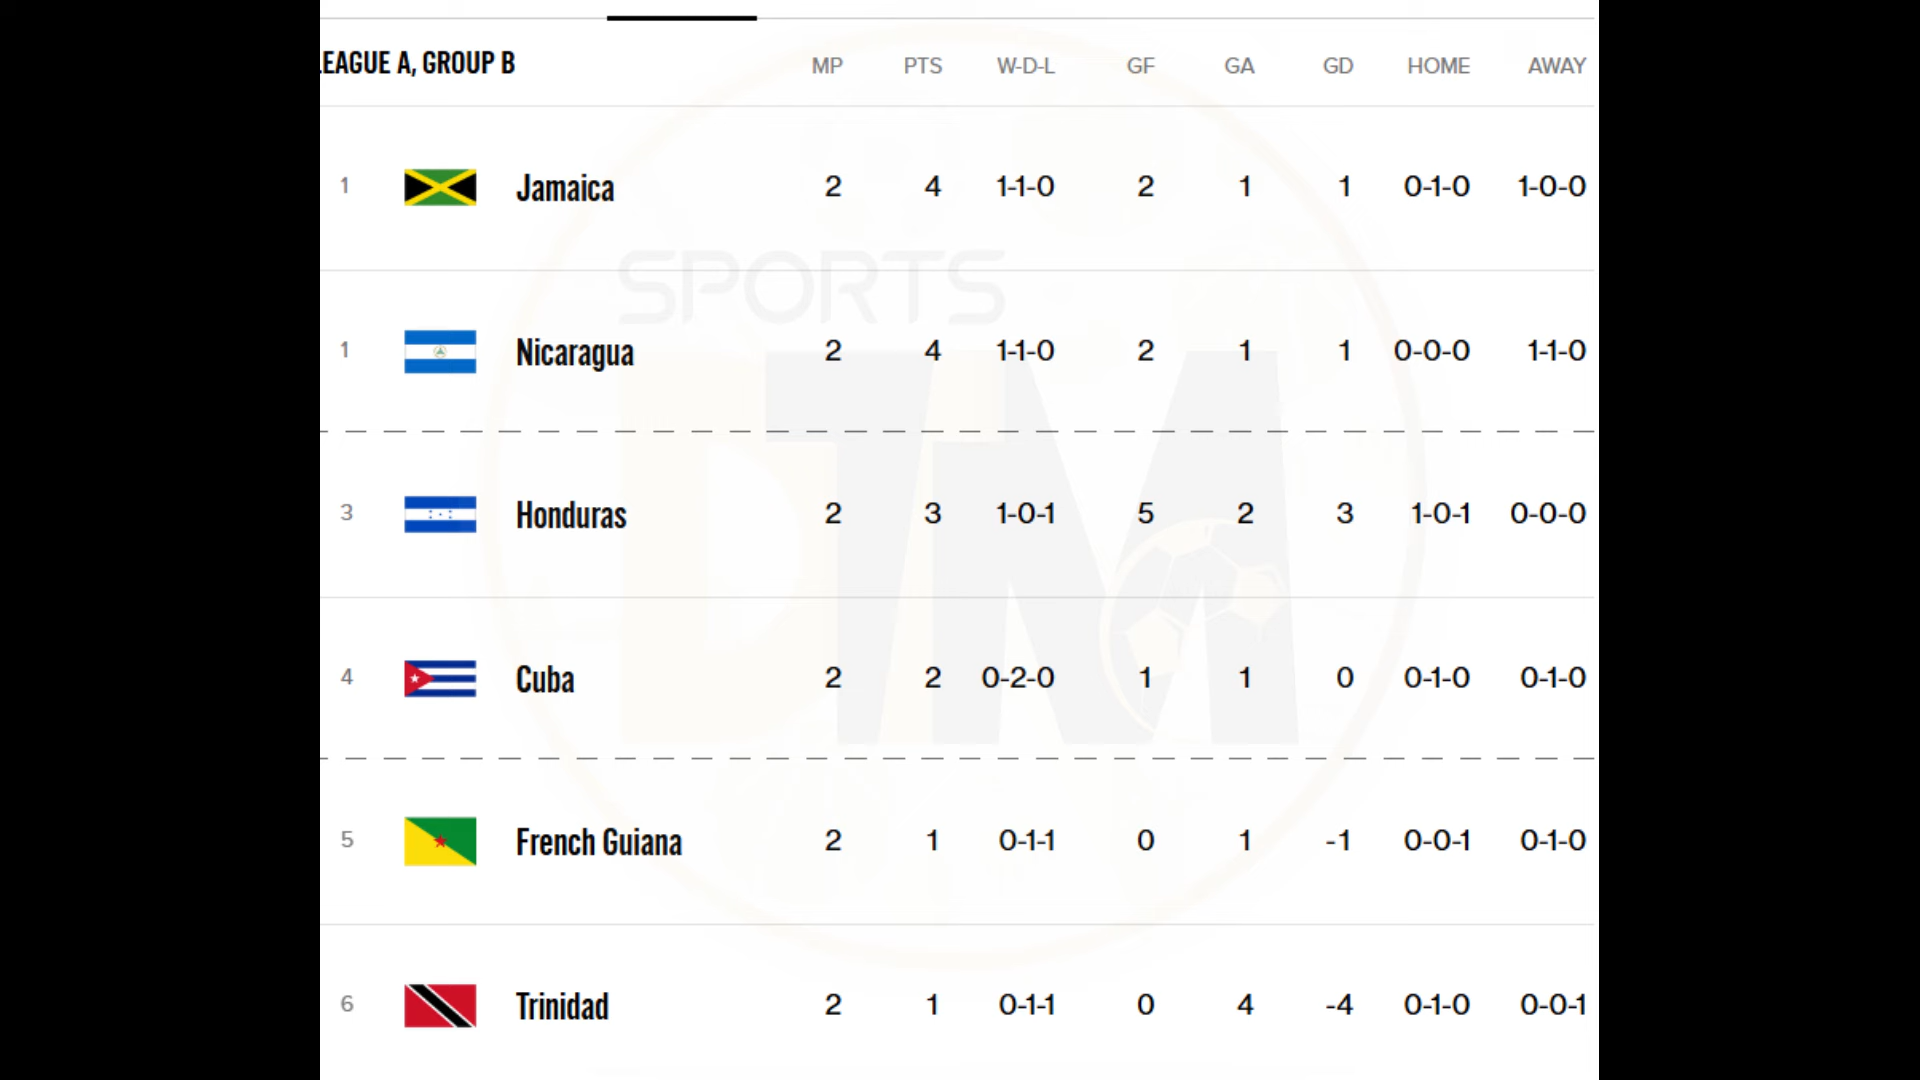 LEAGUE A, GROUP B MP PTS W-D-L GF GA GD HOME AWAY
1 Jamaica 2 4 1-1-0 2 1 1 0-1-0 1-0-0
SPORTS
1 Nicaragua 2 4 1-1-0 2 1 1 0-0-0 1-1-0
DTM
3 Honduras 2 3 1-0-1 5 2 3 1-0-1 0-0-0
4 Cuba 2 2 0-2-0 1 1 0 0-1-0 0-1-0
5 French Guiana 2 1 0-1-1 0 1 -1 0-0-1 0-1-0
6 Trinidad 2 1 0-1-1 0 4 -4 0-1-0 0-0-1